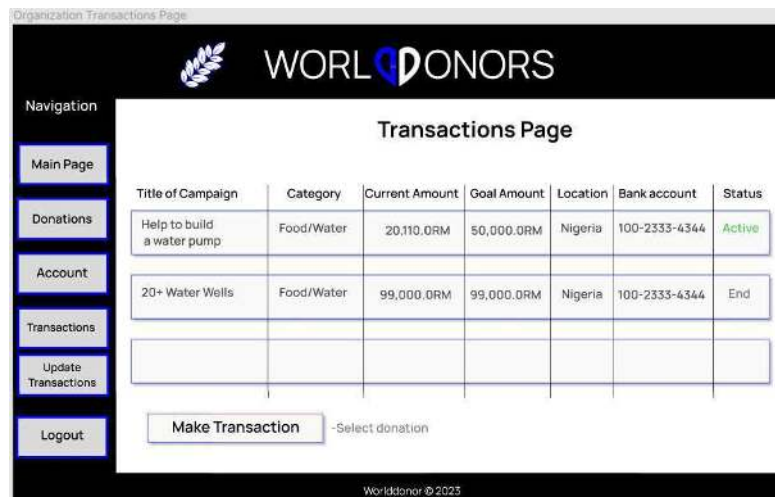 Organization Transactions Page
WORLDDONORS
Navigation
Transactions Page
Main Page
Donations
Account
Transactions
Update
Transactions
Logout
Title of Campaign Category Current Amount Goal Amount Location Bank account Status
Help to build
a water pump Food/Water 20,110.0RM 50,000.0RM Nigeria 100-2333-4344 Active
20+ Water Wells Food/Water 99,000.0RM 99,000.0RM Nigeria 100-2333-4344 End
Make Transaction -Select donation
Worlddonor © 2023